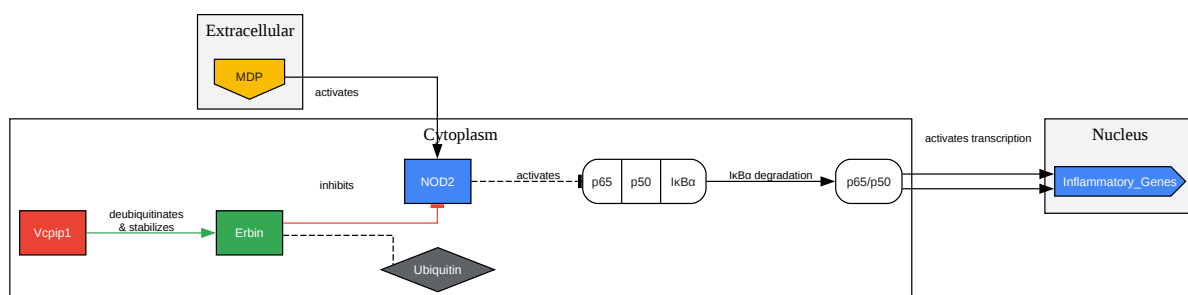 Extracellular
MDP
activates
Cytoplasm
activates transcription
Nucleus
inhibits
NOD2
activates
p65
p50
IκBα
IκBα degradation
p65/p50
Inflammatory_Genes
Vcpip1
deubiquitinates
& stabilizes
Erbin
Ubiquitin